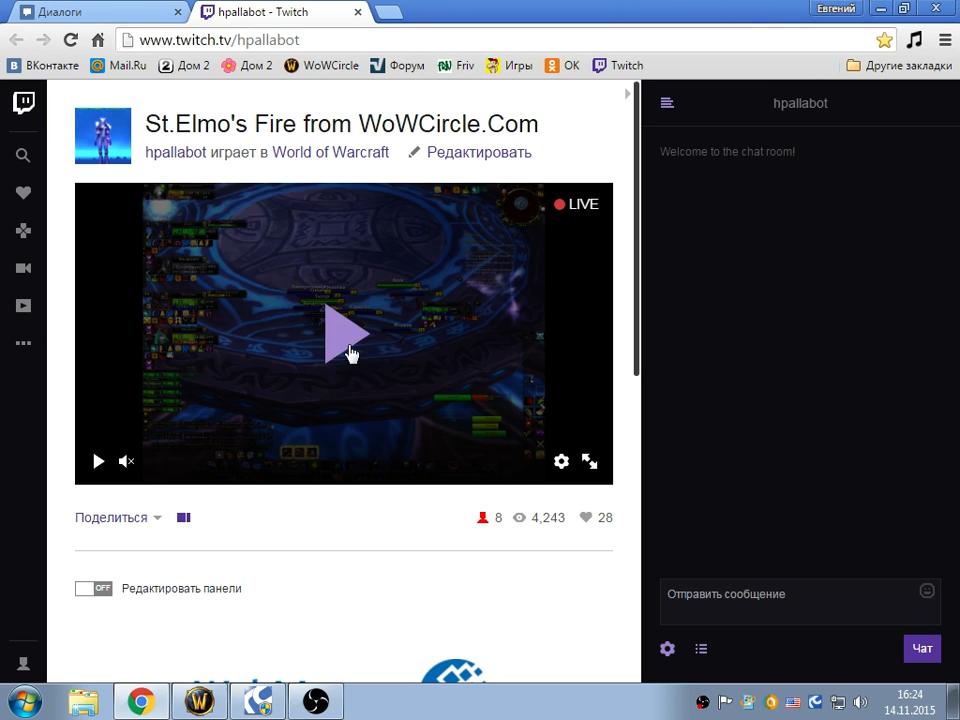 Диалоги
hpallabot - Twitch
Евгений
www.twitch.tv/hpallabot
ВКонтакте
Mail.Ru
Дом 2
Дом 2
WoWCircle
Форум
Friv
Игры
OK
Twitch
Другие закладки
St.Elmo's Fire from WoWCircle.Com
hpallabot играет в World of Warcraft
Редактировать
LIVE
Поделиться
8
4,243
28
OFF
Редактировать панели
hpallabot
Welcome to the chat room!
Отправить сообщение
Чат
16:24
14.11.2015